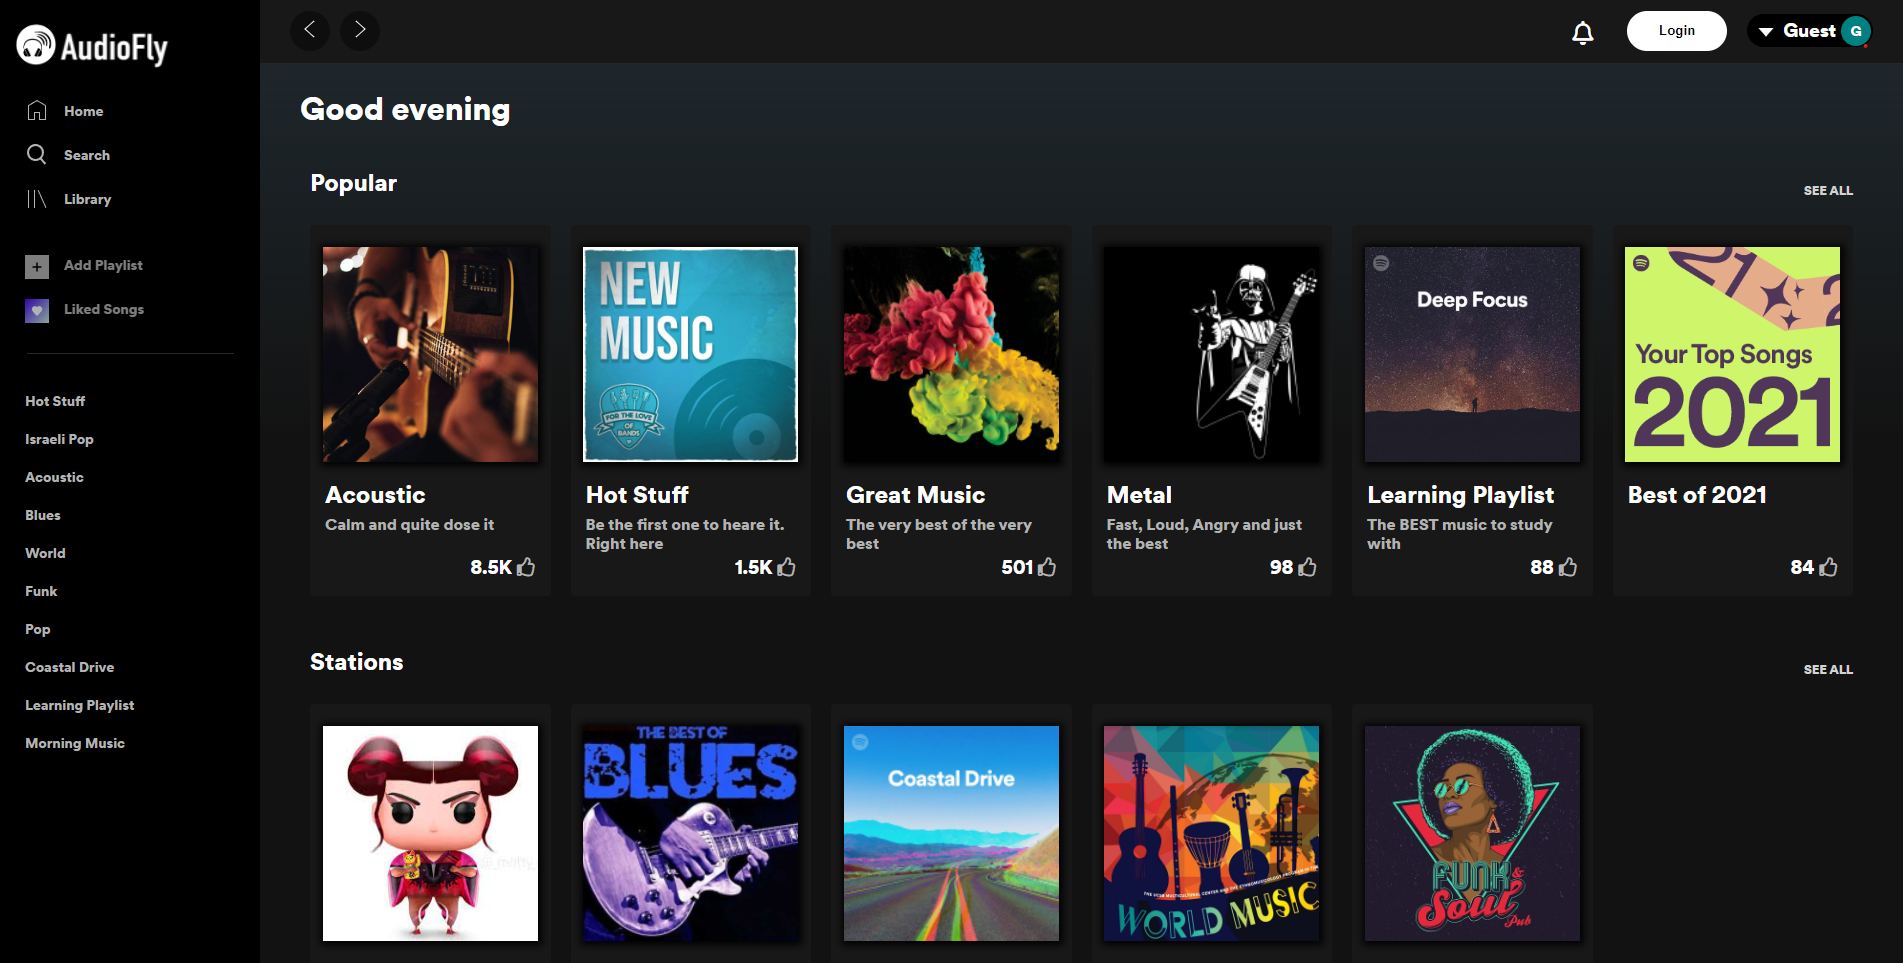 AudioFly
Home
Search
Library
Add Playlist
Liked Songs
Hot Stuff
Israeli Pop
Acoustic
Blues
World
Funk
Pop
Coastal Drive
Learning Playlist
Morning Music
Login
Guest
G
Good evening
Popular
SEE ALL
NEW
MUSIC
FOR THE LOVE
OF
BANDS
Deep Focus
21
2
Your Top Songs
2021
Acoustic
Calm and quite dose it
8.5K
Hot Stuff
Be the first one to heare it.
Right here
1.5K
Great Music
The very best of the very
best
501
Metal
Fast, Loud, Angry and just
the best
98
Learning Playlist
The BEST music to study
with
88
Best of 2021
84
Stations
SEE ALL
THE BEST OF
BLUES
Coastal Drive
WORLD MUSIC
FUNK &
Soul
Pub